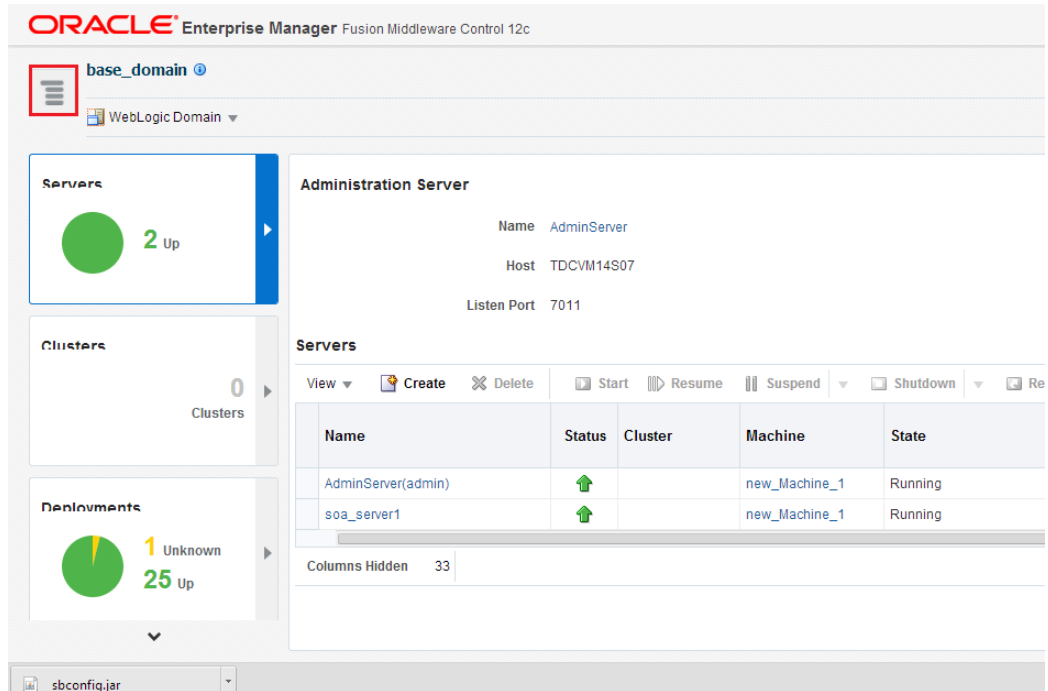 ORACLE Enterprise Manager Fusion Middleware Control 12c
base_domain
WebLogic Domain
Servers
2 Up
Clusters
0
Clusters
Deployments
1 Unknown
25 Up
Administration Server
Name AdminServer
Host TDCVM14S07
Listen Port 7011
Servers
View Create Delete Start Resume Suspend Shutdown Re
Name Status Cluster Machine State
AdminServer(admin) new_Machine_1 Running
soa_server1 new_Machine_1 Running
Columns Hidden 33
sbconfig.jar